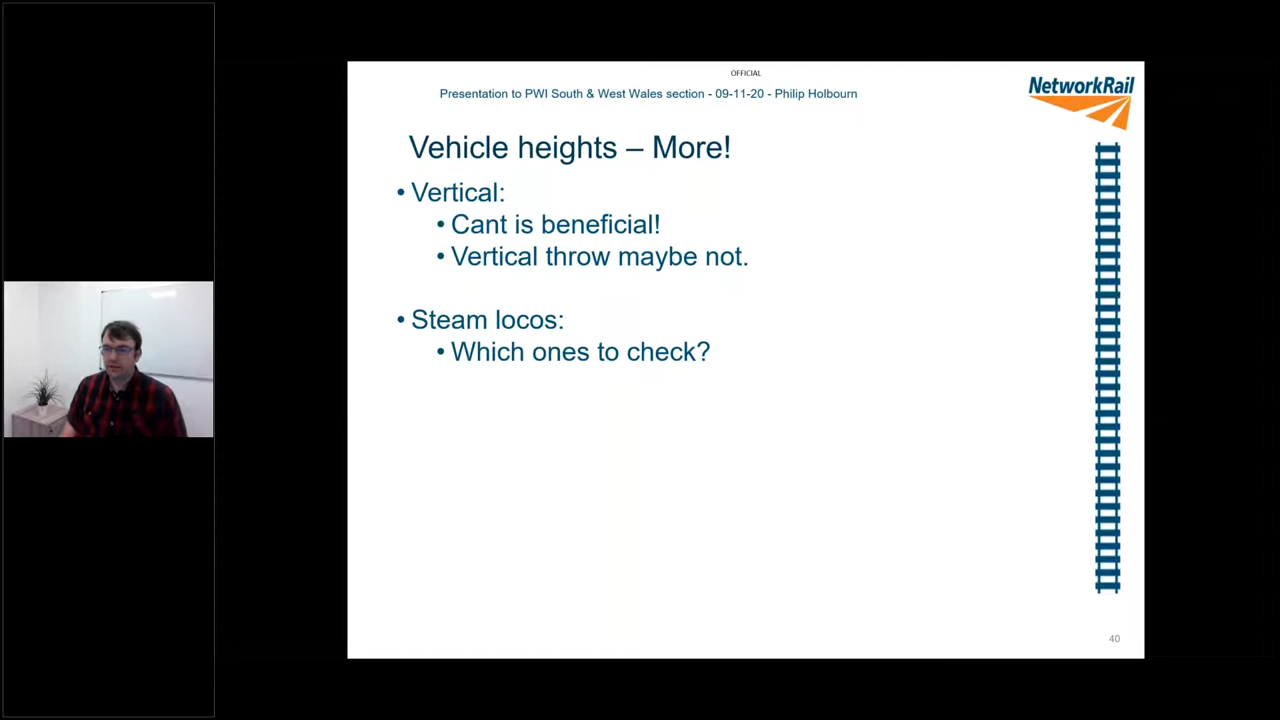 OFFICIAL
Presentation to PWI South & West Wales section - 09-11-20 - Philip Holbourn
NetworkRail
Vehicle heights – More!
• Vertical:
• Cant is beneficial!
• Vertical throw maybe not.
• Steam locos:
• Which ones to check?
40